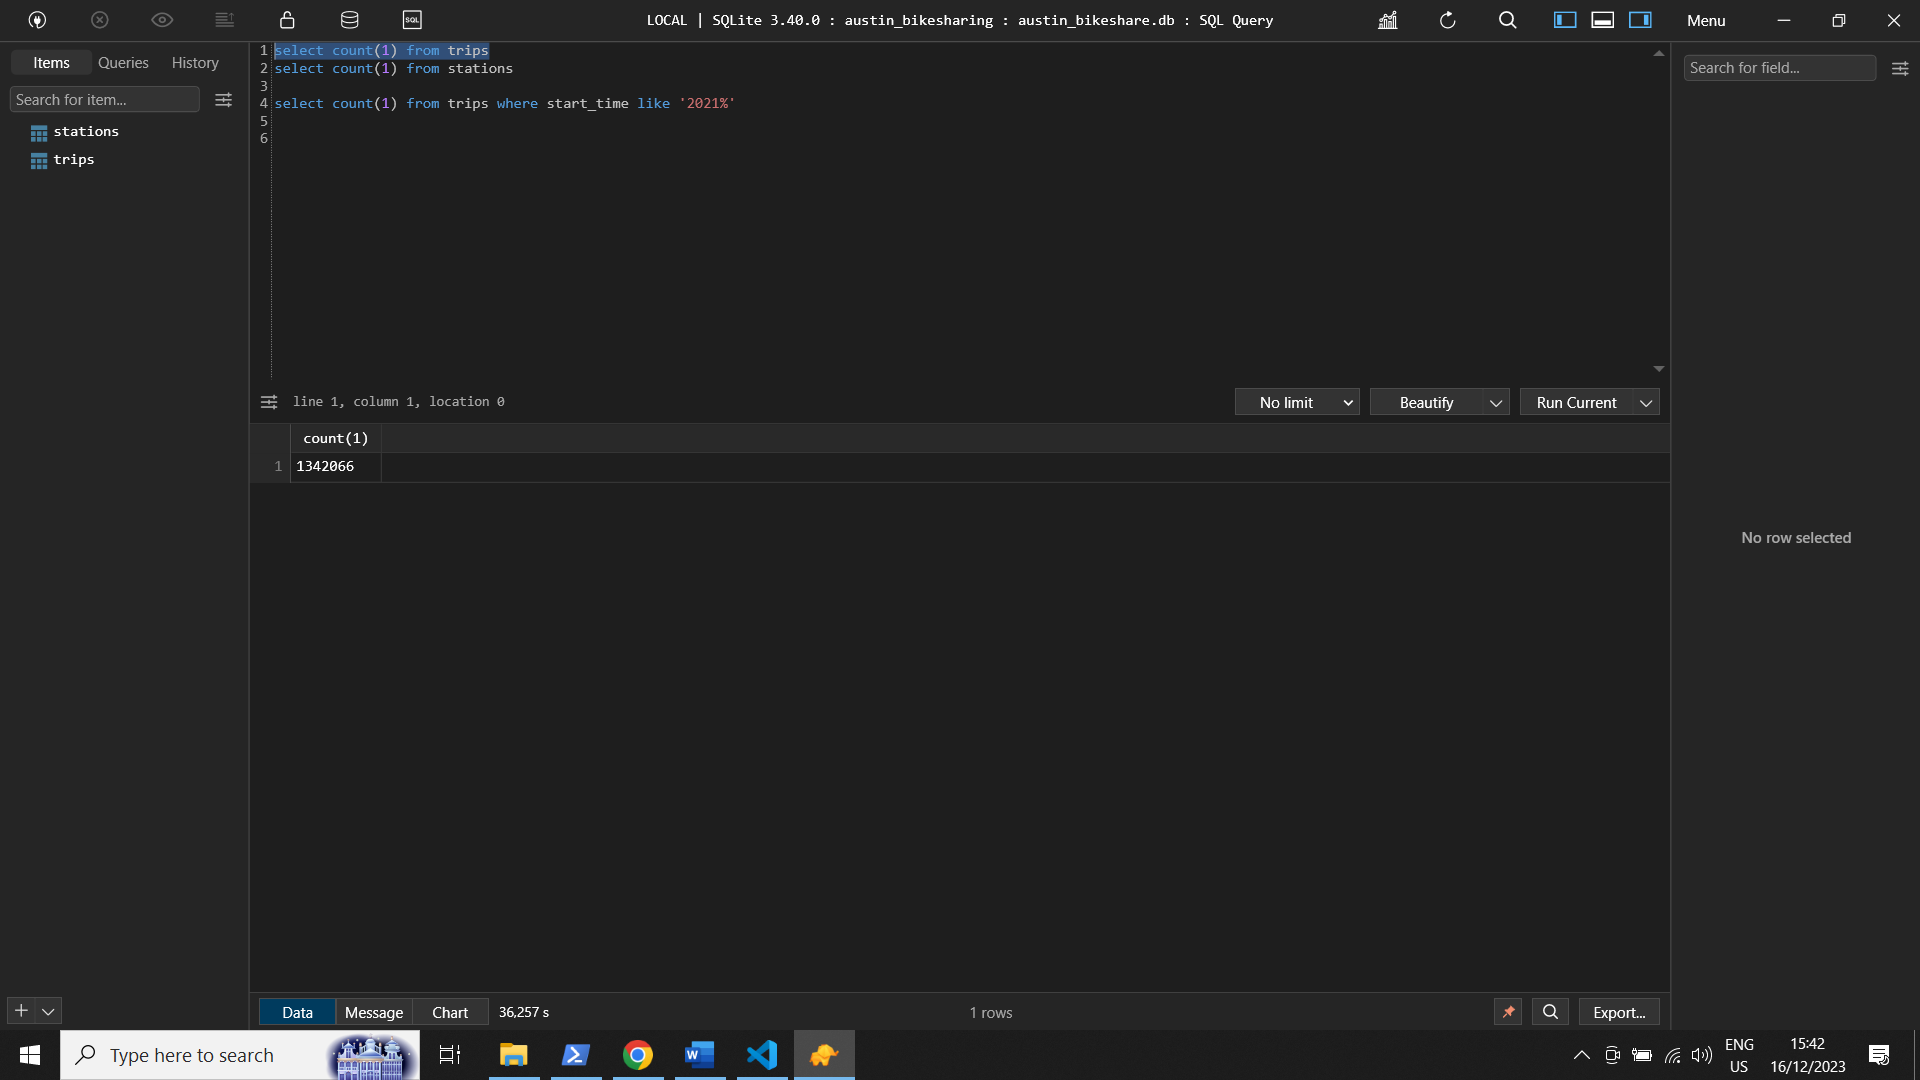 SQL
LOCAL | SQLite 3.40.0 : austin_bikesharing : austin_bikeshare.db : SQL Query
Menu
Items Queries History
Search for item...
stations
trips
1 select count(1) from trips
2 select count(1) from stations
3
4 select count(1) from trips where start_time like '2021%'
5
6
Search for field...
line 1, column 1, location 0
No limit
Beautify
Run Current
count(1)
1 1342066
No row selected
Data Message Chart 36,257 s
1 rows
Export...
Type here to search
W
ENG
US
15:42
16/12/2023